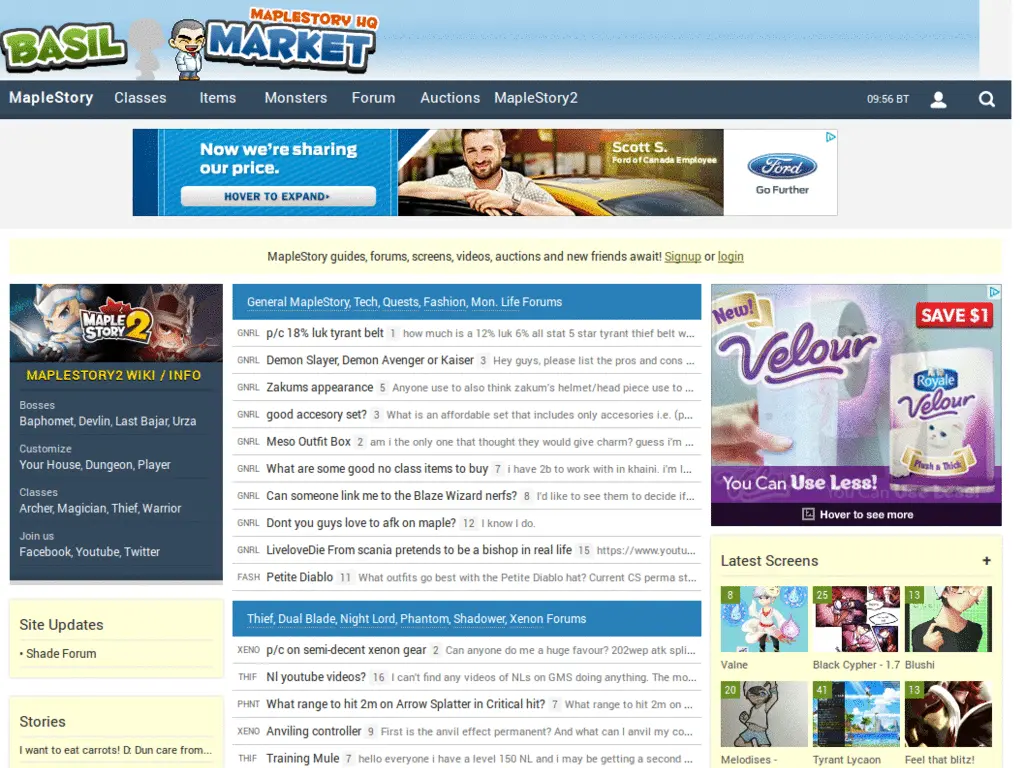 BASIL MARKET
MAPLESTORY HQ
MapleStory Classes Items Monsters Forum Auctions MapleStory2 09:56 BT
Now we're sharing
our price.
HOVER TO EXPAND
Scott S.
Ford of Canada Employee
Ford
Go Further
MapleStory guides, forums, screens, videos, auctions and new friends await! Signup or login
MAPLE STORY 2
MAPLESTORY2 WIKI / INFO
Bosses
Baphomet, Devlin, Last Bajar, Urza
Customize
Your House, Dungeon, Player
Classes
Archer, Magician, Thief, Warrior
Join us
Facebook, Youtube, Twitter
Site Updates
• Shade Forum
Stories
I want to eat carrots! D: Dun care from...
General MapleStory, Tech, Quests, Fashion, Mon. Life Forums
GNRL p/c 18% luk tyrant belt 1 how much is a 12% luk 6% all stat 5 star tyrant thief belt w...
GNRL Demon Slayer, Demon Avenger or Kaiser 3 Hey guys, please list the pros and cons ...
GNRL Zakums appearance 5 Anyone use to also think zakum's helmet/head piece use to ...
GNRL good accesory set? 3 What is an affordable set that includes only accesories i.e. (p...
GNRL Meso Outfit Box 2 am i the only one that thought they would give charm? guess i'm ...
GNRL What are some good no class items to buy 7 i have 2b to work with in khaini. i'm l...
GNRL Can someone link me to the Blaze Wizard nerfs? 8 I'd like to see them to decide if...
GNRL Dont you guys love to afk on maple? 12 I know I do.
GNRL LiveloveDie From scania pretends to be a bishop in real life 15 https://www.youtu...
FASH Petite Diablo 11 What outfits go best with the Petite Diablo hat? Current CS perma st...
Thief, Dual Blade, Night Lord, Phantom, Shadower, Xenon Forums
XENO p/c on semi-decent xenon gear 2 Can anyone do me a huge favour? 202wep atk spli...
THIF Nl youtube videos? 16 I can't find any videos of NLs on GMS doing anything. The mo...
PHNT What range to hit 2m on Arrow Splatter in Critical hit? 7 What range to hit 2m on ...
XENO Anviling controller 9 First is the anvil effect permanent? And what can I anvil my co...
THIF Training Mule 7 hello everyone i have a level 150 NL and i may be getting a second ...
New!
SAVE $1
Velour
Royale
Velour
Plush & Thick
You Can Use Less!
Hover to see more
Latest Screens +
8 25 13
Valne Black Cypher - 1.7 Blushi
20 41 13
Melodises - Tyrant Lycaon Feel that blitz!